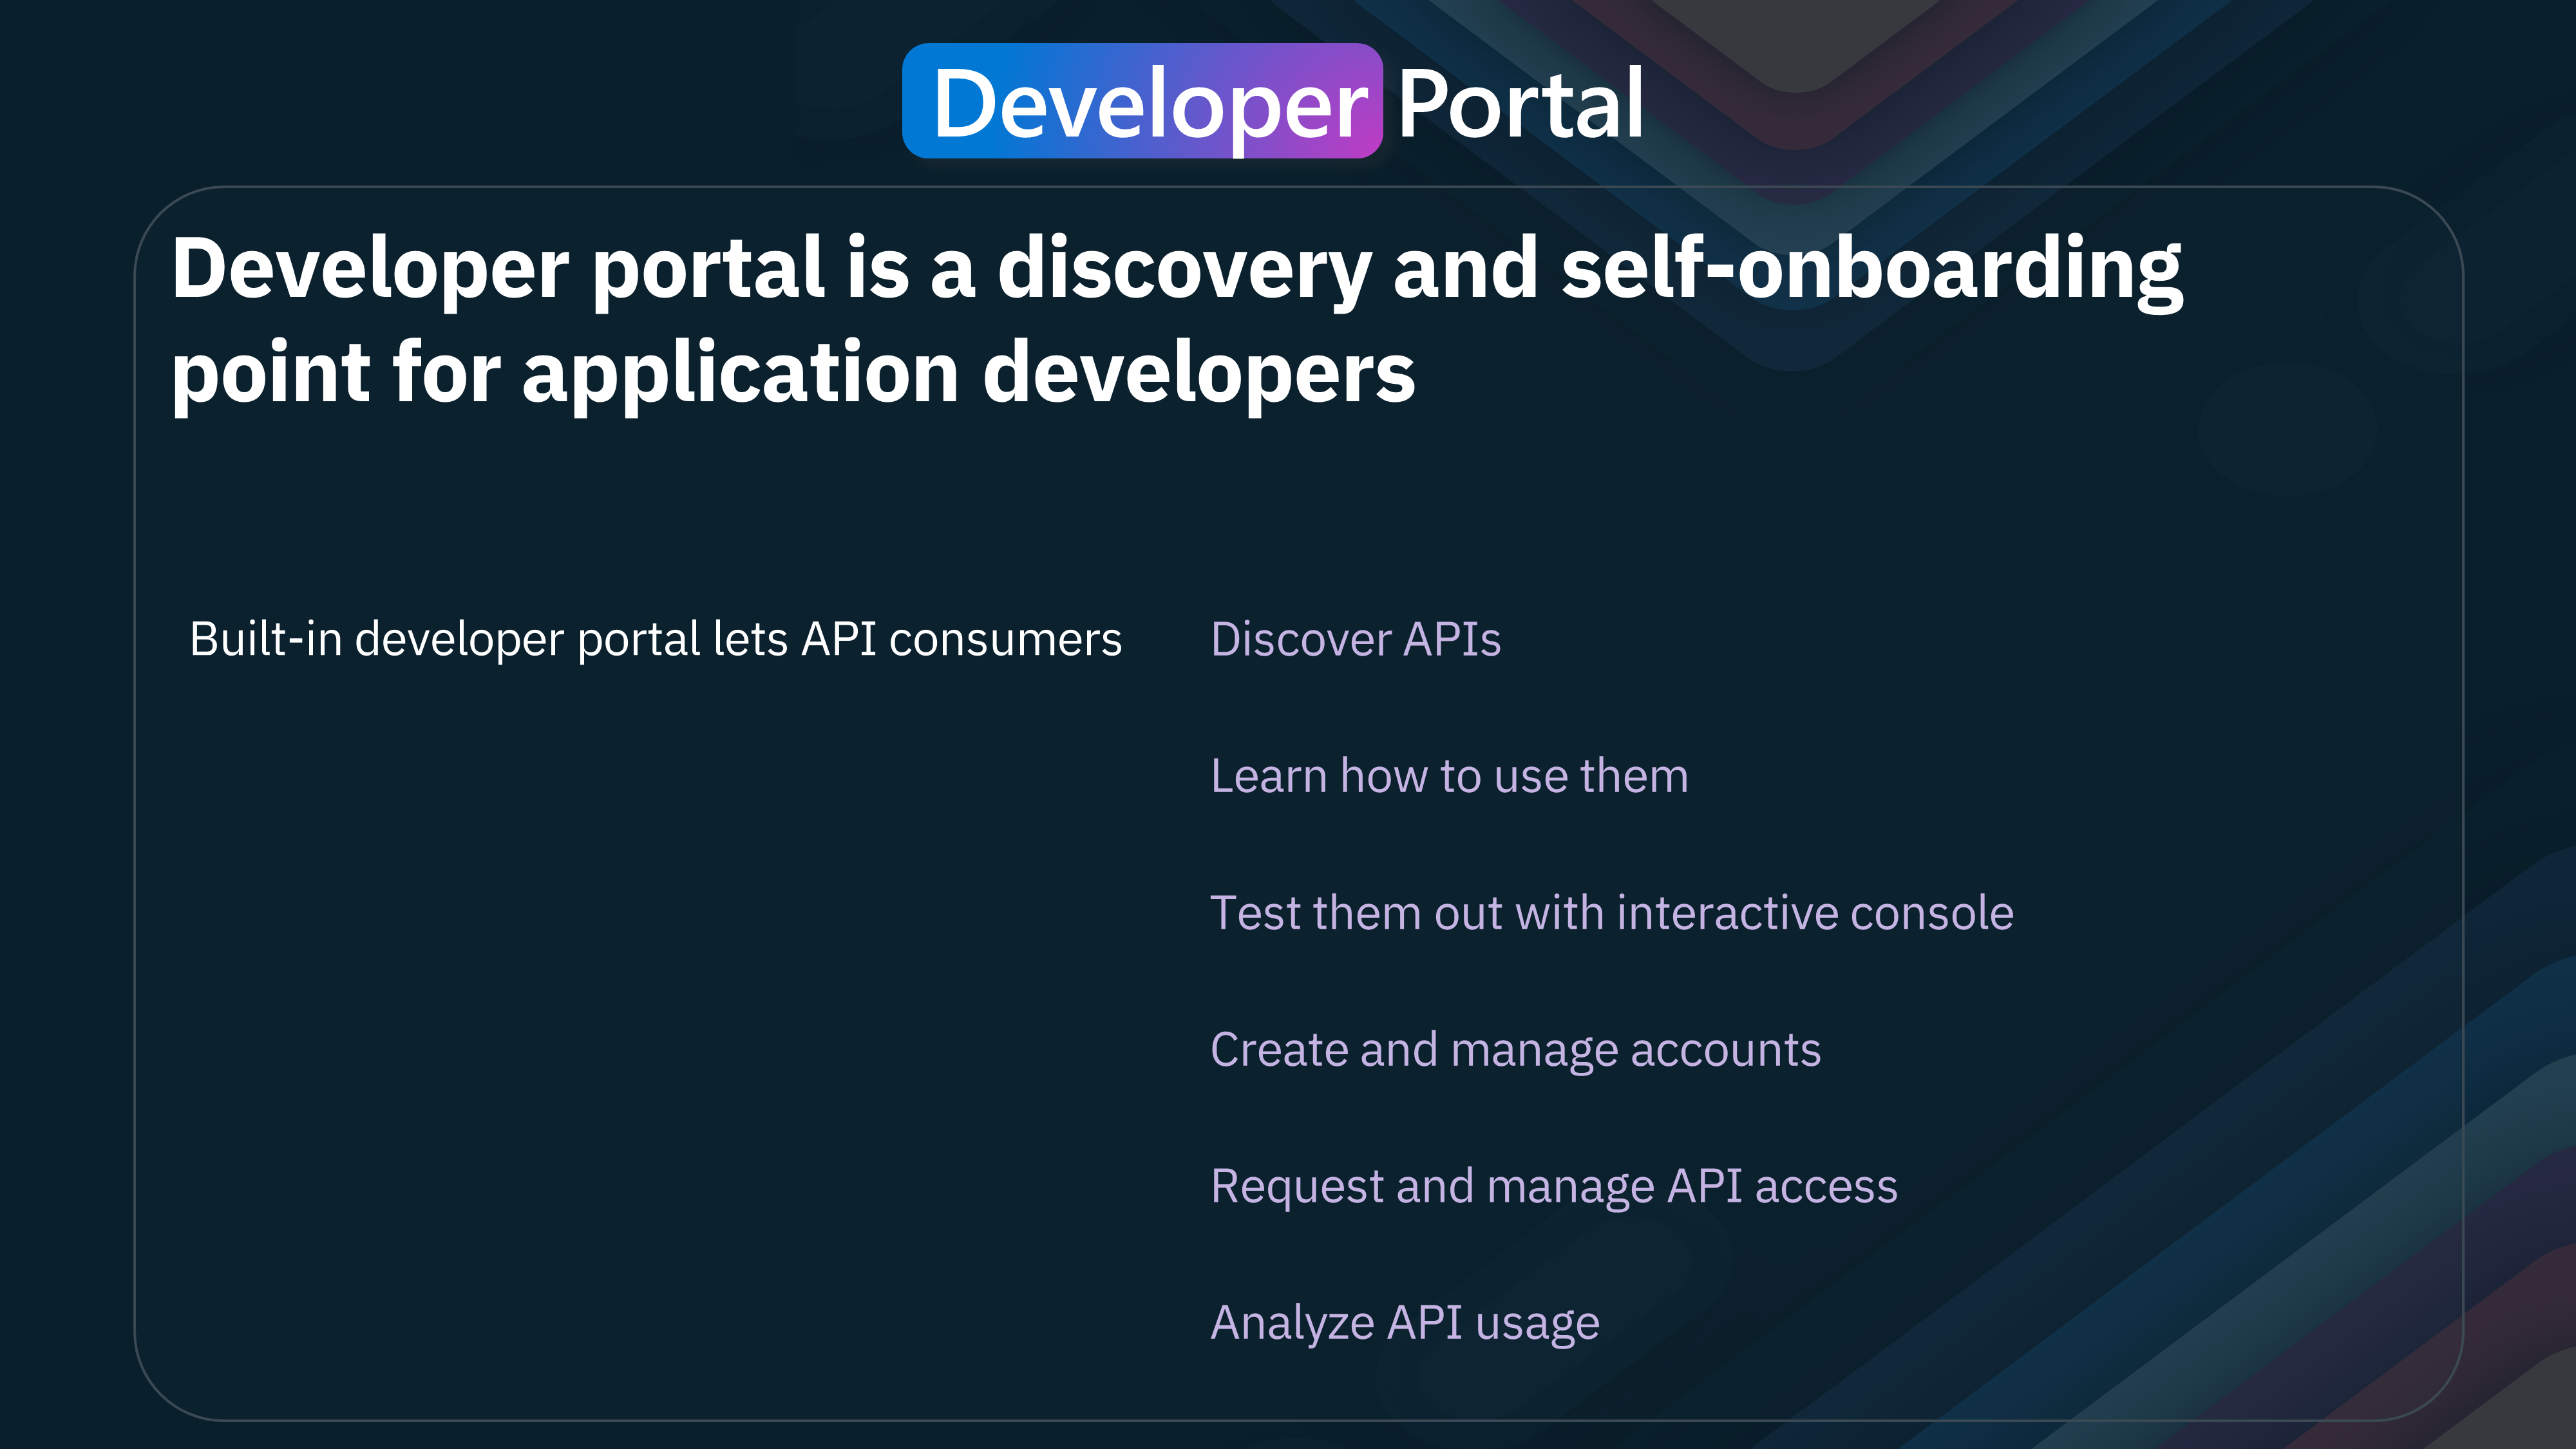 Developer Portal
Developer portal is a discovery and self-onboarding
point for application developers
Built-in developer portal lets API consumers
Discover APIs
Learn how to use them
Test them out with interactive console
Create and manage accounts
Request and manage API access
Analyze API usage